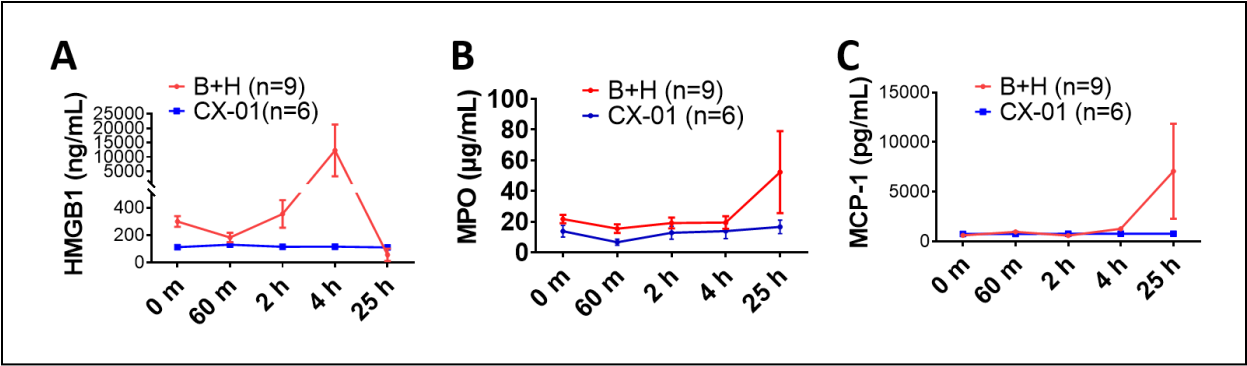 A
B
C
B+H (n=9)
CX-01(n=6)
HMGB1 (ng/mL)
25000
20000
15000
10000
5000
400
200
0
0 m
60 m
2 h
4 h
25 h
B+H (n=9)
CX-01 (n=6)
MPO (µg/mL)
100
80
60
40
20
0
0 m
60 m
2 h
4 h
25 h
B+H (n=9)
CX-01 (n=6)
MCP-1 (pg/mL)
15000
10000
5000
0
0 m
60 m
2 h
4 h
25 h